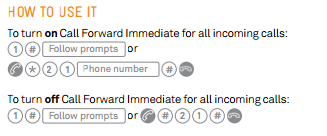 HOW TO USE IT
To turn on Call Forward Immediate for all incoming calls:
1 # Follow prompts or
* 2 1 Phone number #
To turn off Call Forward Immediate for all incoming calls:
1 # Follow prompts or # 2 1 #